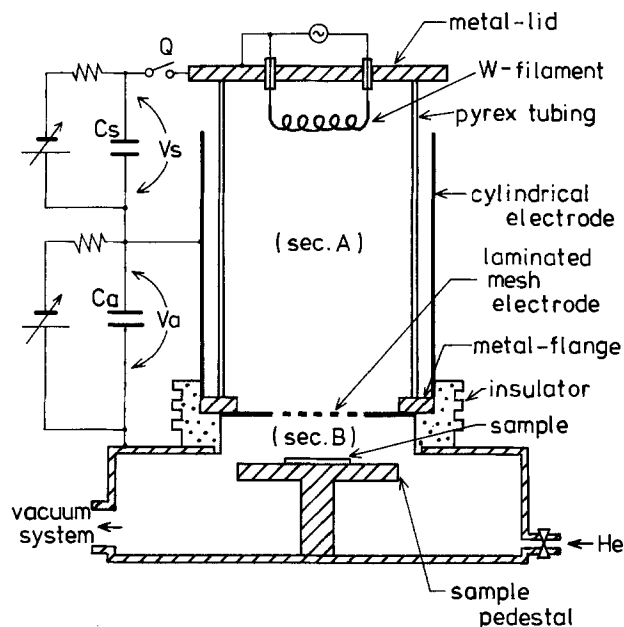 metal-lid
Q
W-filament
pyrex tubing
Cs
Vs
cylindrical
electrode
(sec.A)
laminated
mesh
electrode
Ca
Va
metal-flange
insulator
(sec.B)
sample
vacuum
system
He
sample
pedestal